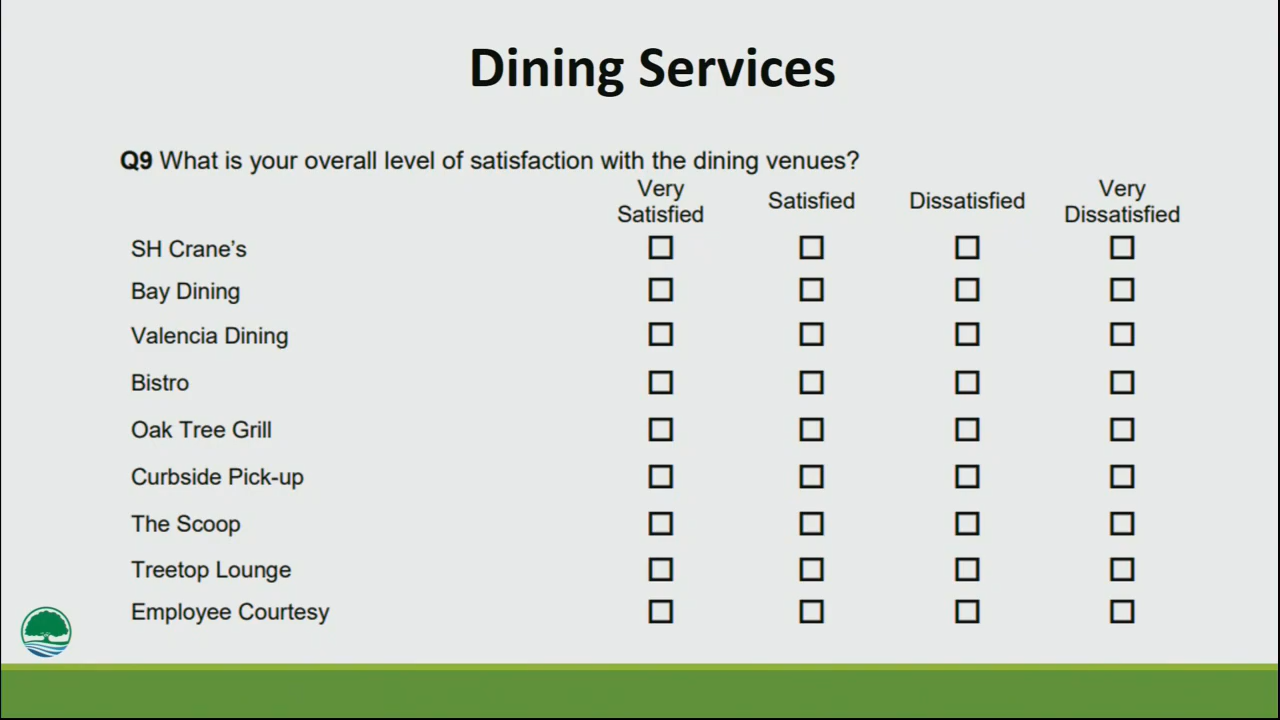 Dining Services
Q9 What is your overall level of satisfaction with the dining venues?
Very Satisfied Satisfied Dissatisfied Very Dissatisfied
SH Crane’s
Bay Dining
Valencia Dining
Bistro
Oak Tree Grill
Curbside Pick-up
The Scoop
Treetop Lounge
Employee Courtesy